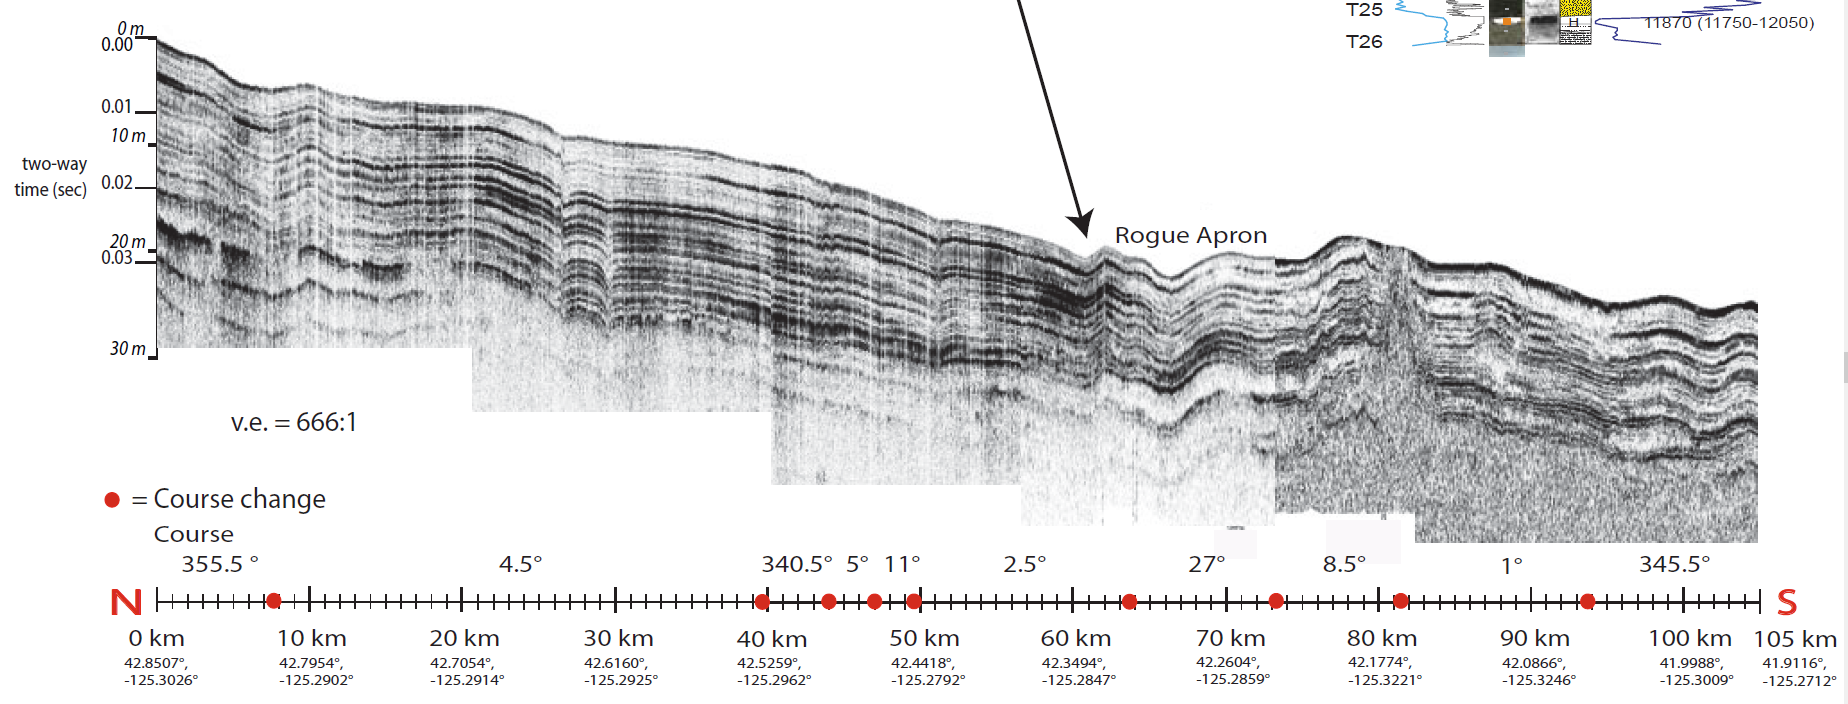 T25
H
11870 (11750-12050)
T26
0 m
0.00
0.01
10 m
two-way
time (sec)
0.02
20 m
0.03
30 m
Rogue Apron
v.e. = 666:1
= Course change
Course
355.5 ° 4.5° 340.5° 5° 11° 2.5° 27° 8.5° 1° 345.5°
N S
0 km 10 km 20 km 30 km 40 km 50 km 60 km 70 km 80 km 90 km 100 km 105 km
42.8507°, 42.7954°, 42.7054°, 42.6160°, 42.5259°, 42.4418°, 42.3494°, 42.2604°, 42.1774°, 42.0866°, 41.9988°, 41.9116°,
-125.3026° -125.2902° -125.2914° -125.2925° -125.2962° -125.2792° -125.2847° -125.2859° -125.3221° -125.3246° -125.3009° -125.2712°